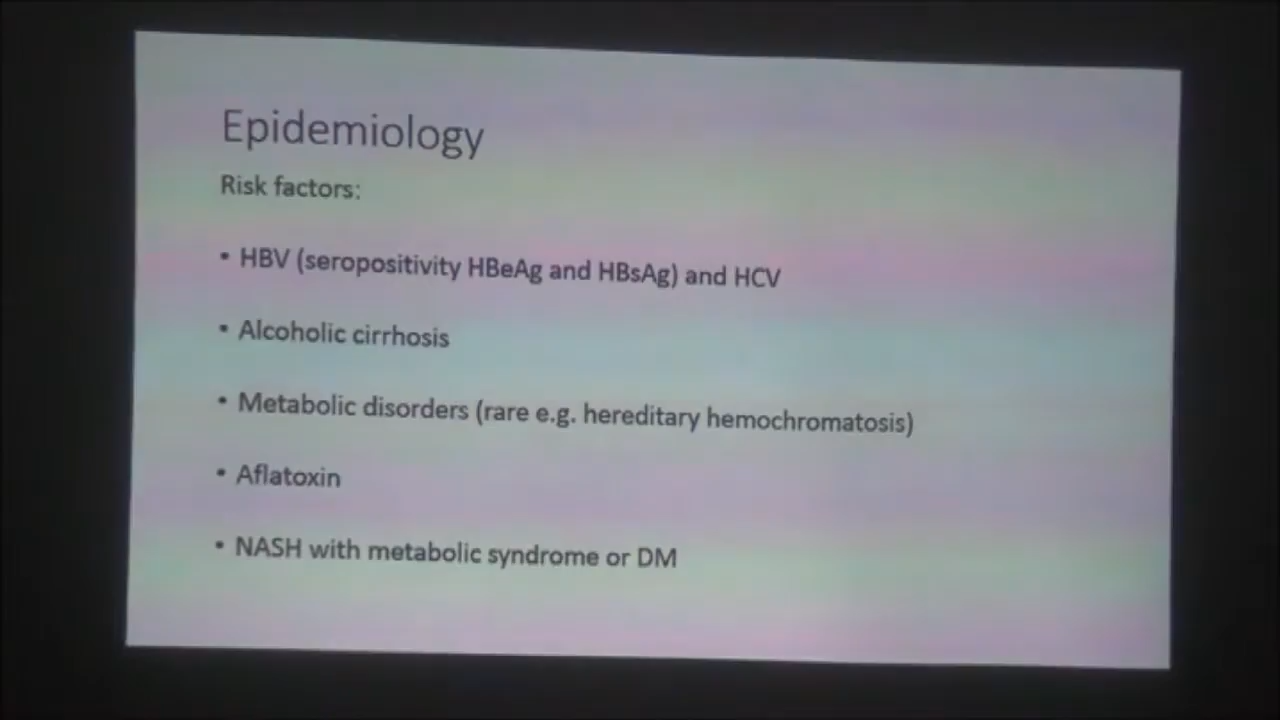 Epidemiology
Risk factors:
• HBV (seropositivity HBeAg and HBsAg) and HCV
• Alcoholic cirrhosis
• Metabolic disorders (rare e.g. hereditary hemochromatosis)
• Aflatoxin
• NASH with metabolic syndrome or DM